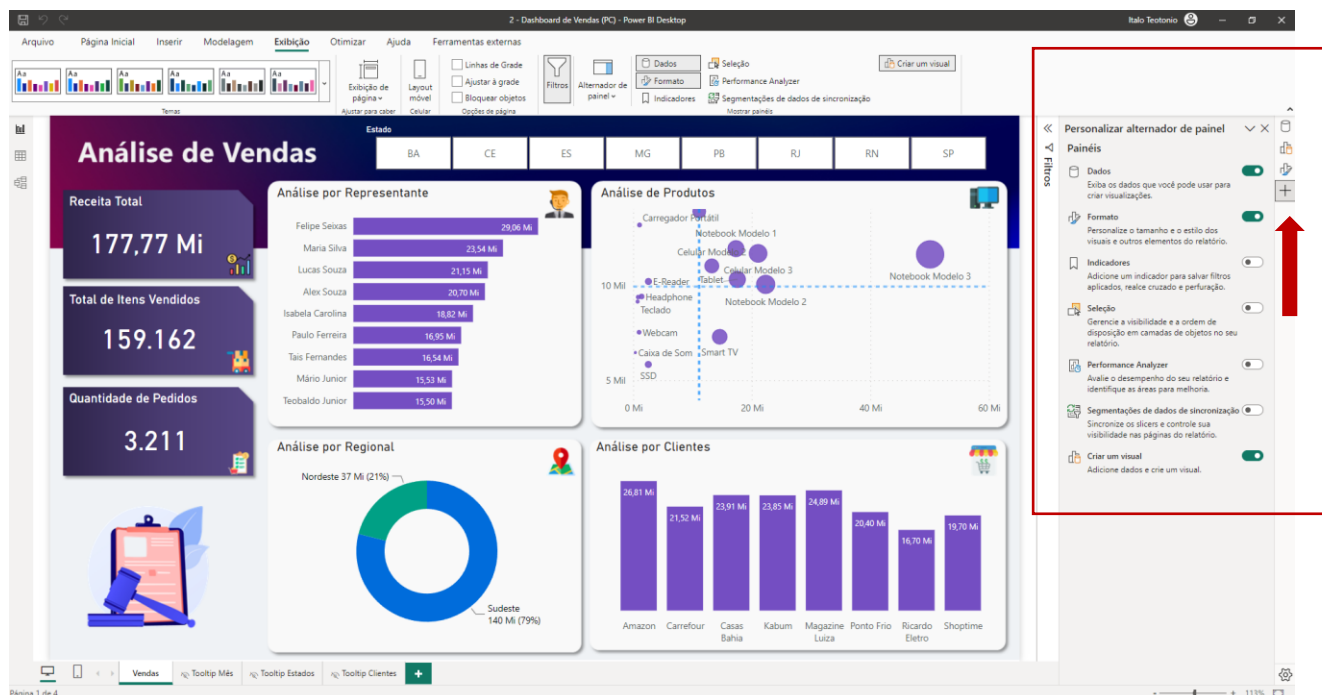 2 - Dashboard de Vendas (PC) - Power BI Desktop
Italo Teotonio
Arquivo
Página Inicial
Inserir
Modelagem
Exibição
Otimizar
Ajuda
Ferramentas externas
Aa
Aa
Aa
Aa
Aa
Aa
Temas
Exibição de
página
Ajustar para caber
Layout
móvel
Celular
Linhas de Grade
Ajustar à grade
Bloquear objetos
Opções de página
Filtros
Alternador de
painel
Dados
Formato
Indicadores
Seleção
Performance Analyzer
Segmentações de dados de sincronização
Criar um visual
Mostrar painéis
Análise de Vendas
Estado
BA
CE
ES
MG
PB
RJ
RN
SP
Receita Total
177,77 Mi
Total de Itens Vendidos
159.162
Quantidade de Pedidos
3.211
Análise por Representante
Felipe Seixas 29,06 Mi
Maria Silva 23,54 Mi
Lucas Souza 21,15 Mi
Alex Souza 20,70 Mi
Isabela Carolina 18,82 Mi
Paulo Ferreira 16,95 Mi
Tais Fernandes 16,54 Mi
Mário Junior 15,53 Mi
Teobaldo Junior 15,50 Mi
Análise de Produtos
Carregador Portátil
Notebook Modelo 1
Celular Modelo 2
Celular Modelo 3
Notebook Modelo 3
E-Reader
Tablet
10 Mil
Headphone
Notebook Modelo 2
Teclado
Webcam
Caixa de Som
Smart TV
SSD
5 Mil
0 Mi
20 Mi
40 Mi
60 Mi
Análise por Regional
Nordeste 37 Mi (21%)
Sudeste
140 Mi (79%)
Análise por Clientes
26,81 Mi
21,52 Mi
23,91 Mi
23,85 Mi
24,89 Mi
20,40 Mi
16,70 Mi
19,70 Mi
Amazon
Carrefour
Casas
Bahia
Kabum
Magazine
Luiza
Ponto Frio
Ricardo
Eletro
Shoptime
Filtros
Personalizar alternador de painel
Painéis
Dados
Exiba os dados que você pode usar para
criar visualizações.
Formato
Personalize o tamanho e o estilo dos
visuais e outros elementos do relatório.
Indicadores
Adicione um indicador para salvar filtros
aplicados, realce cruzado e perfuração.
Seleção
Gerencie a visibilidade e a ordem de
disposição em camadas de objetos no seu
relatório.
Performance Analyzer
Avalie o desempenho do seu relatório e
identifique as áreas para melhoria.
Segmentações de dados de sincronização
Sincronize os slicers e controle sua
visibilidade nas páginas do relatório.
Criar um visual
Adicione dados e crie um visual.
Vendas
Tooltip Mês
Tooltip Estados
Tooltip Clientes
Página 1 de 4
113%